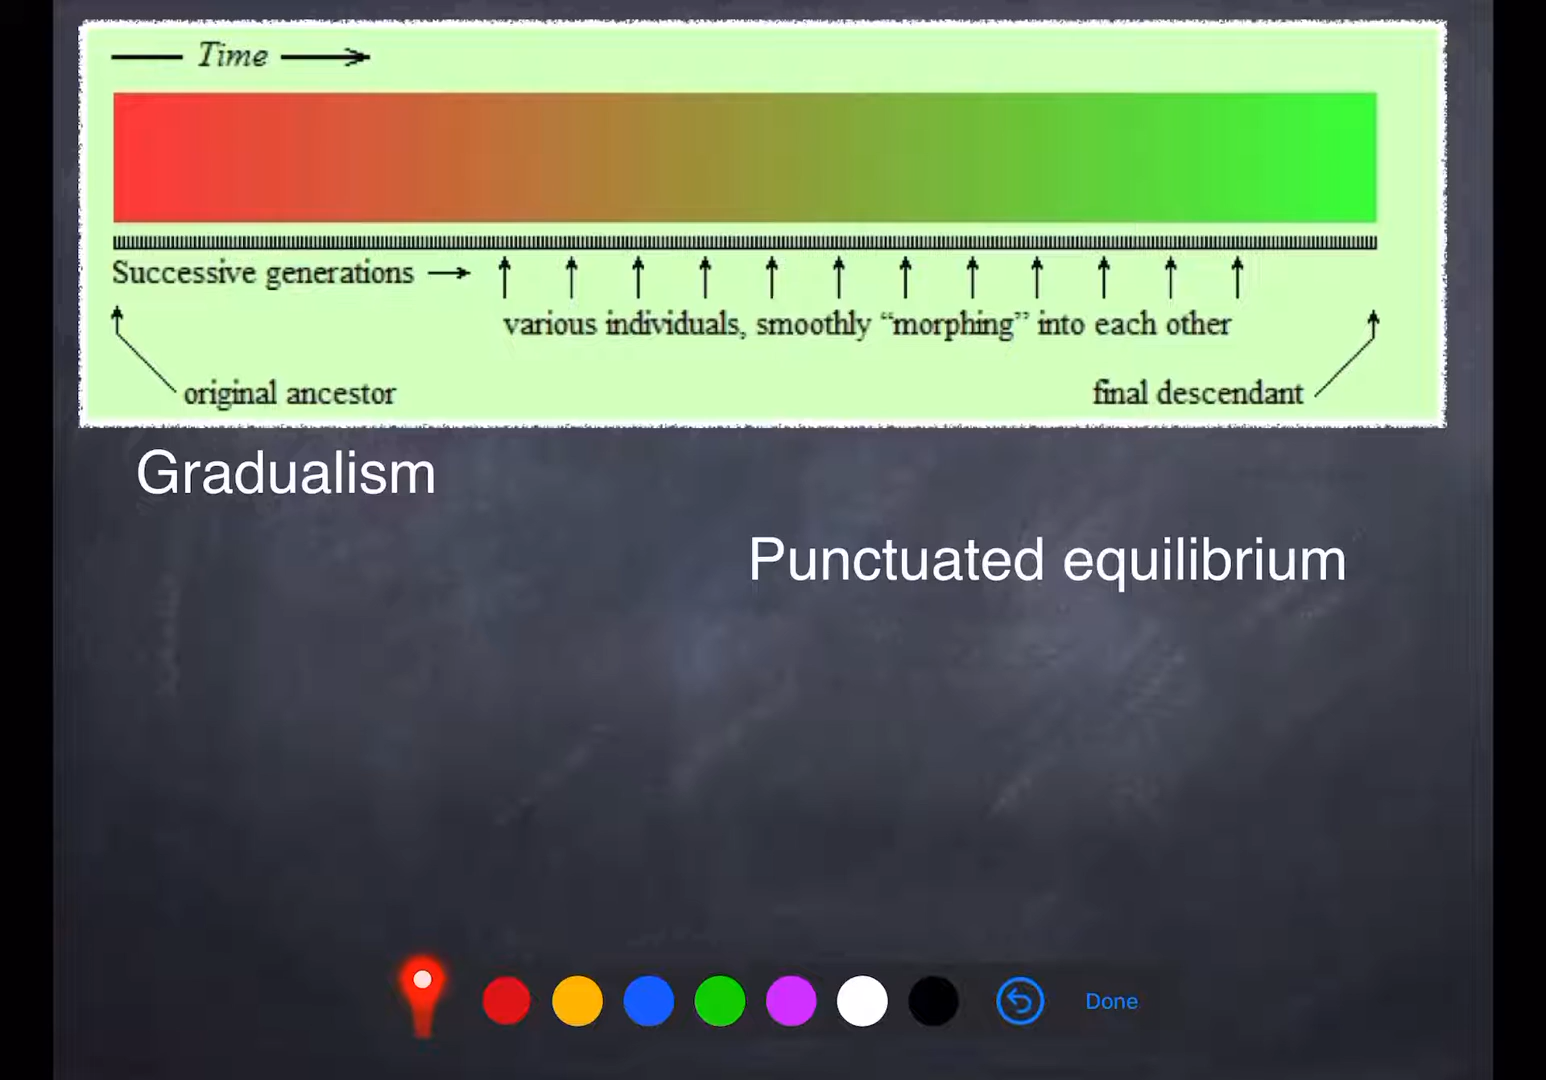 Time
Successive generations
various individuals, smoothly “morphing” into each other
original ancestor
final descendant
Gradualism
Punctuated equilibrium
Done